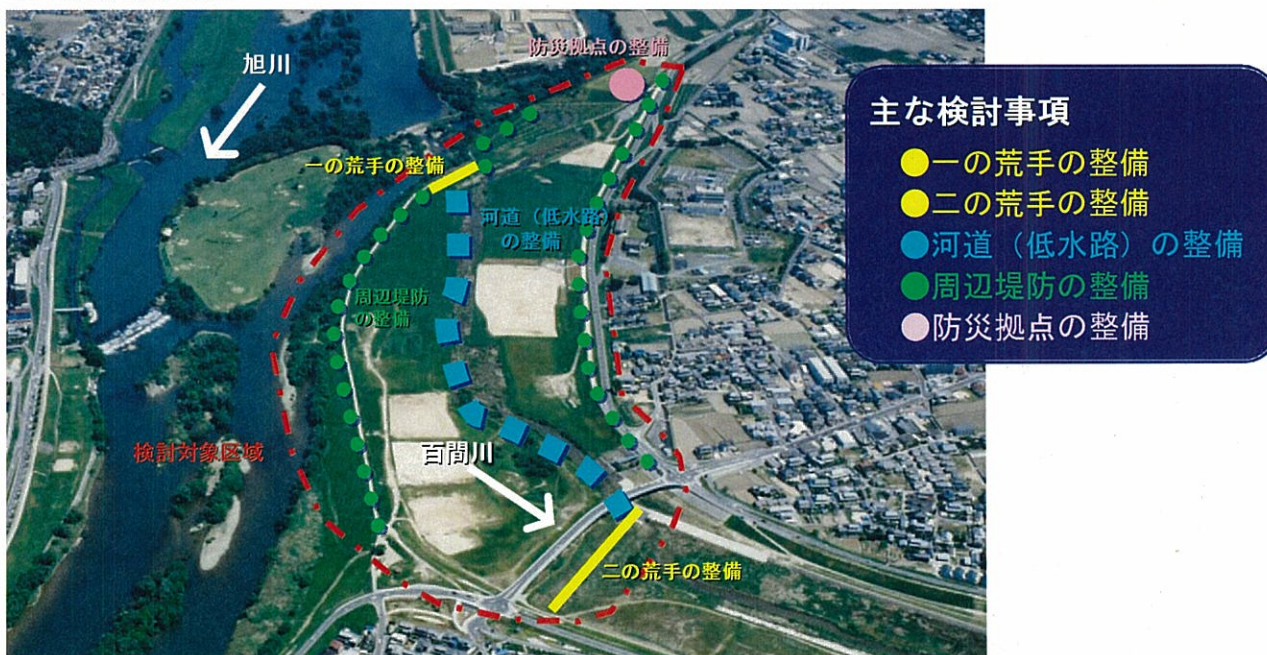 旭川
防災拠点の整備
一の荒手の整備
河道（低水路）
の整備
周辺堤防
の整備
検討対象区域
百間川
二の荒手の整備
主な検討事項
●一の荒手の整備
●二の荒手の整備
●河道（低水路）の整備
●周辺堤防の整備
●防災拠点の整備